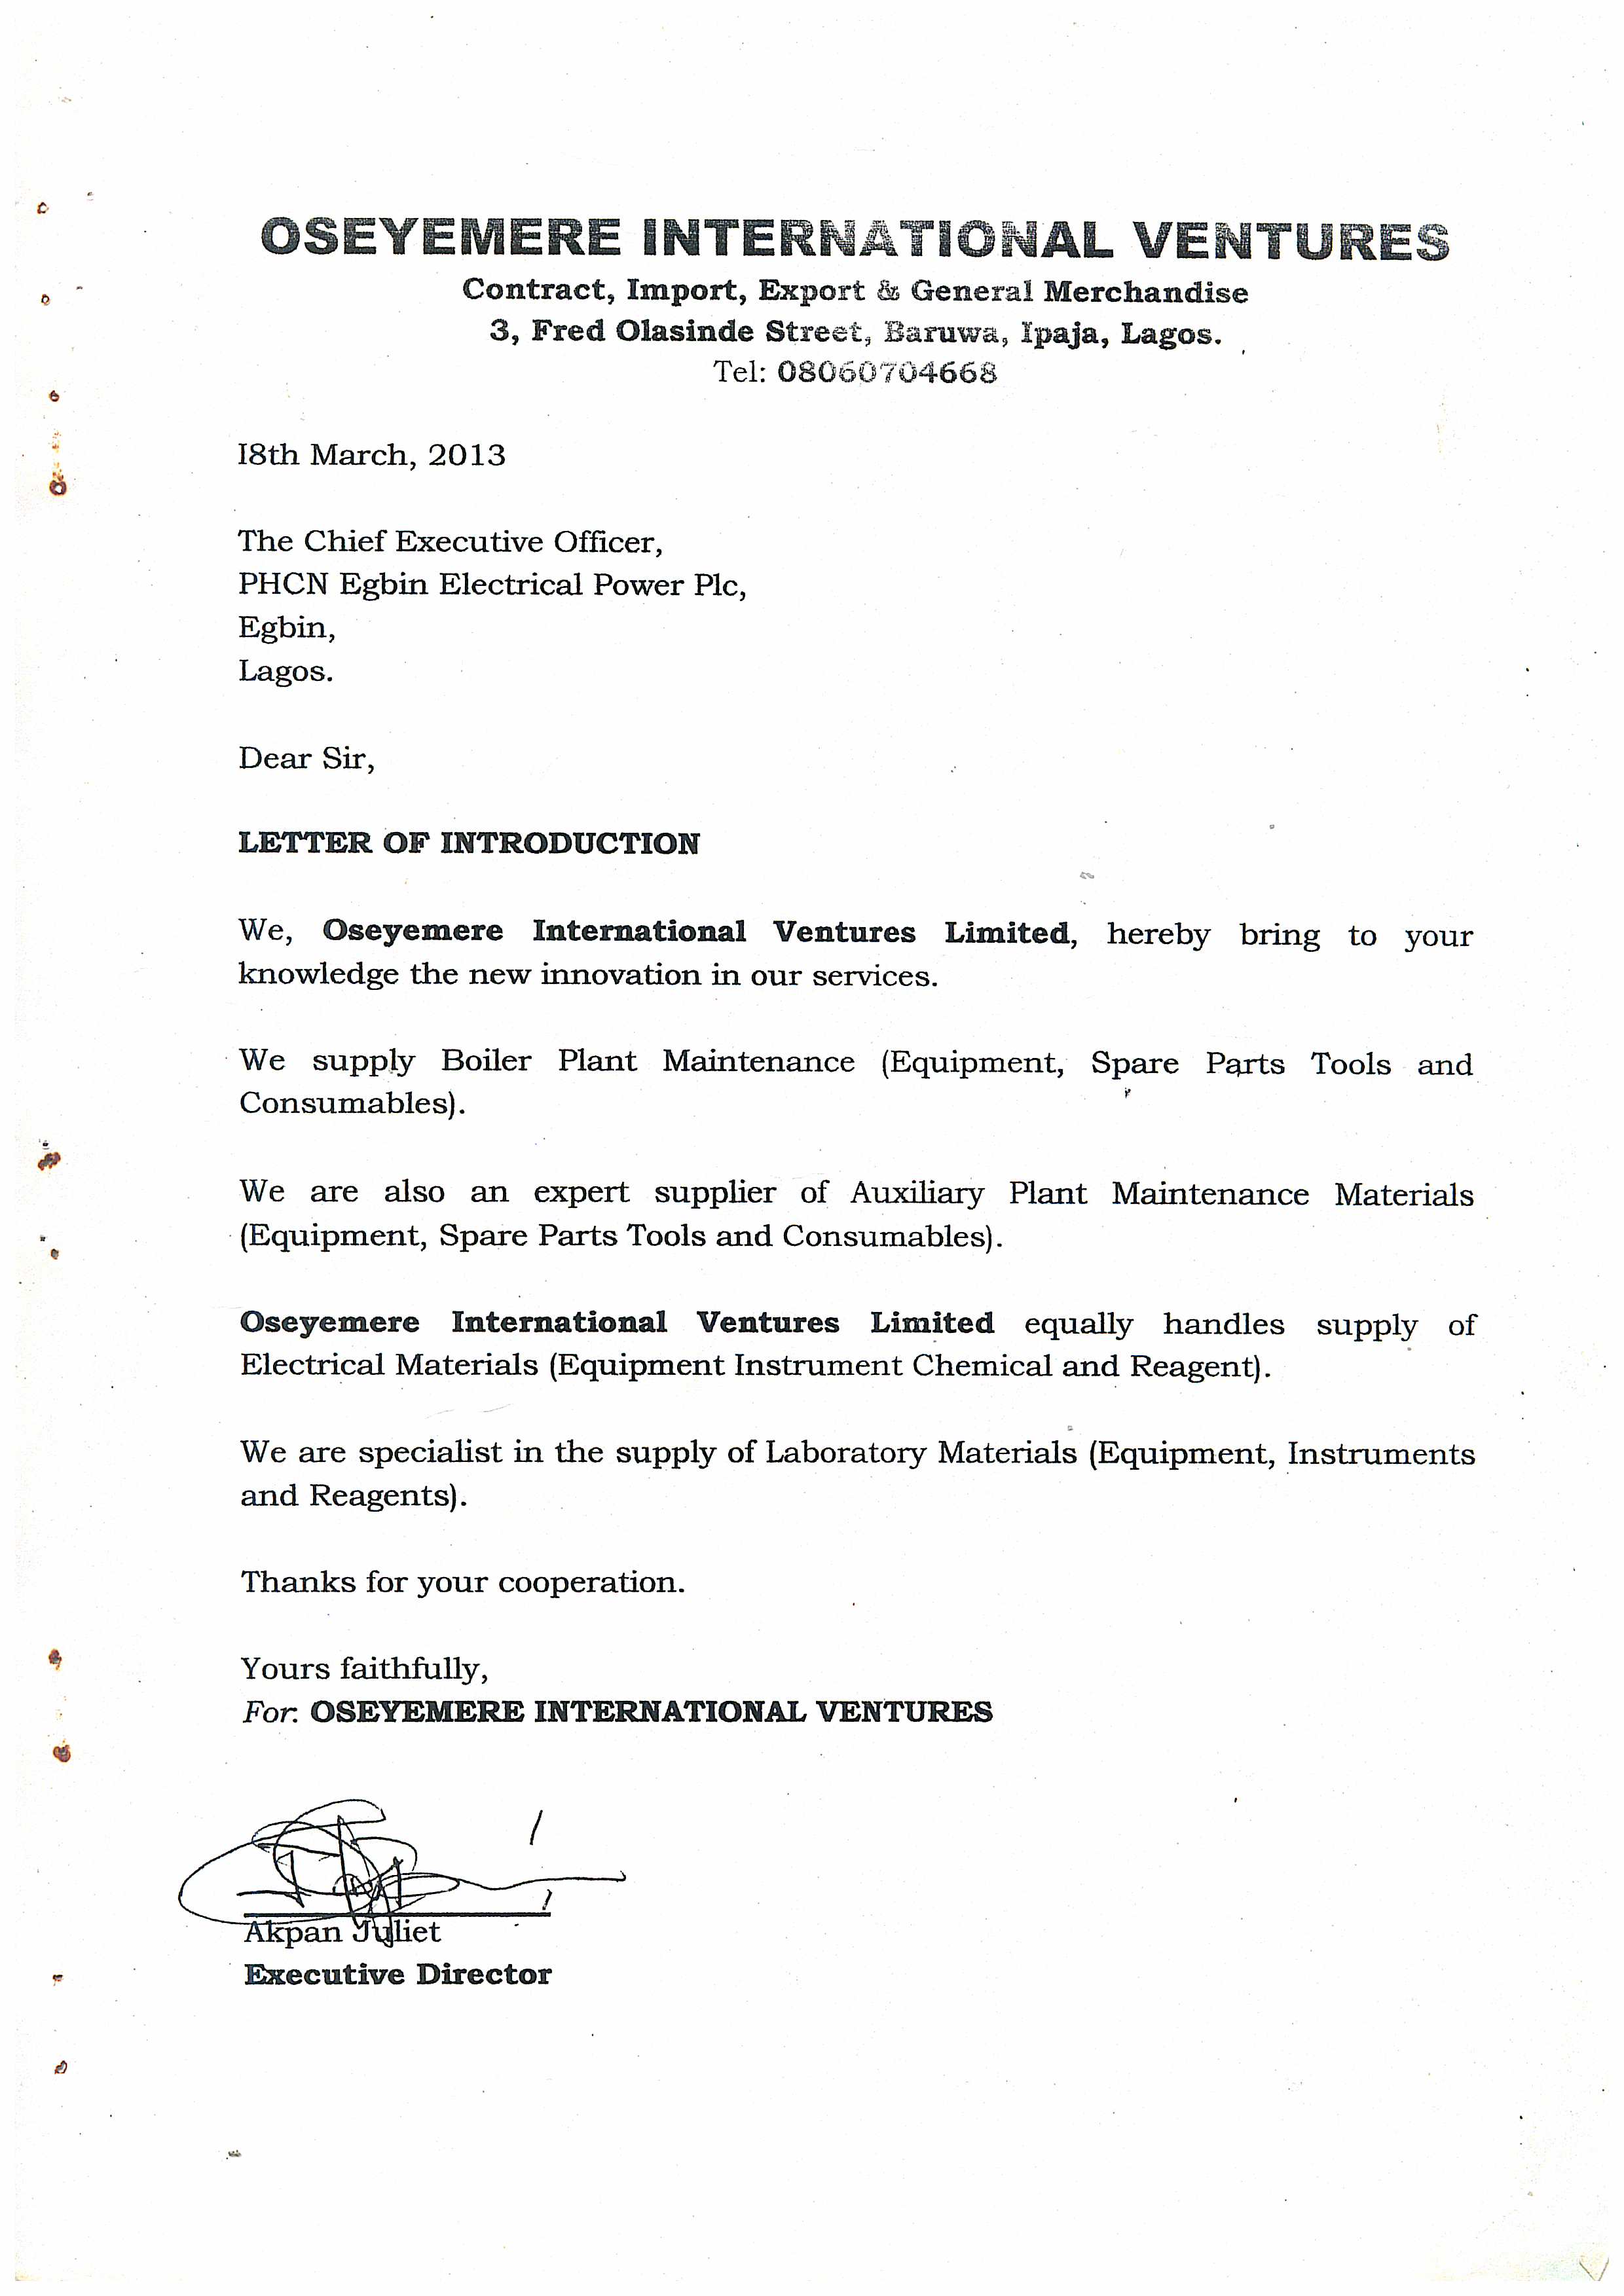 OSEYEMERE INTERNATIONAL VENTURES
Contract, Import, Export & General Merchandise
3, Fred Olasinde Street, Baruwa, Ipaja, Lagos.
Tel: 08060704668
I8th March, 2013
The Chief Executive Officer,
PHCN Egbin Electrical Power Plc,
Egbin,
Lagos.
Dear Sir,
LETTER OF INTRODUCTION
We, Oseyemere International Ventures Limited, hereby bring to your
knowledge the new innovation in our services.
We supply Boiler Plant Maintenance (Equipment, Spare Parts Tools and
Consumables).
We are also an expert supplier of Auxiliary Plant Maintenance Materials
(Equipment, Spare Parts Tools and Consumables).
Oseyemere International Ventures Limited equally handles supply of
Electrical Materials (Equipment Instrument Chemical and Reagent).
We are specialist in the supply of Laboratory Materials (Equipment, Instruments
and Reagents).
Thanks for your cooperation.
Yours faithfully,
For: OSEYEMERE INTERNATIONAL VENTURES
Akpan Juliet
Executive Director